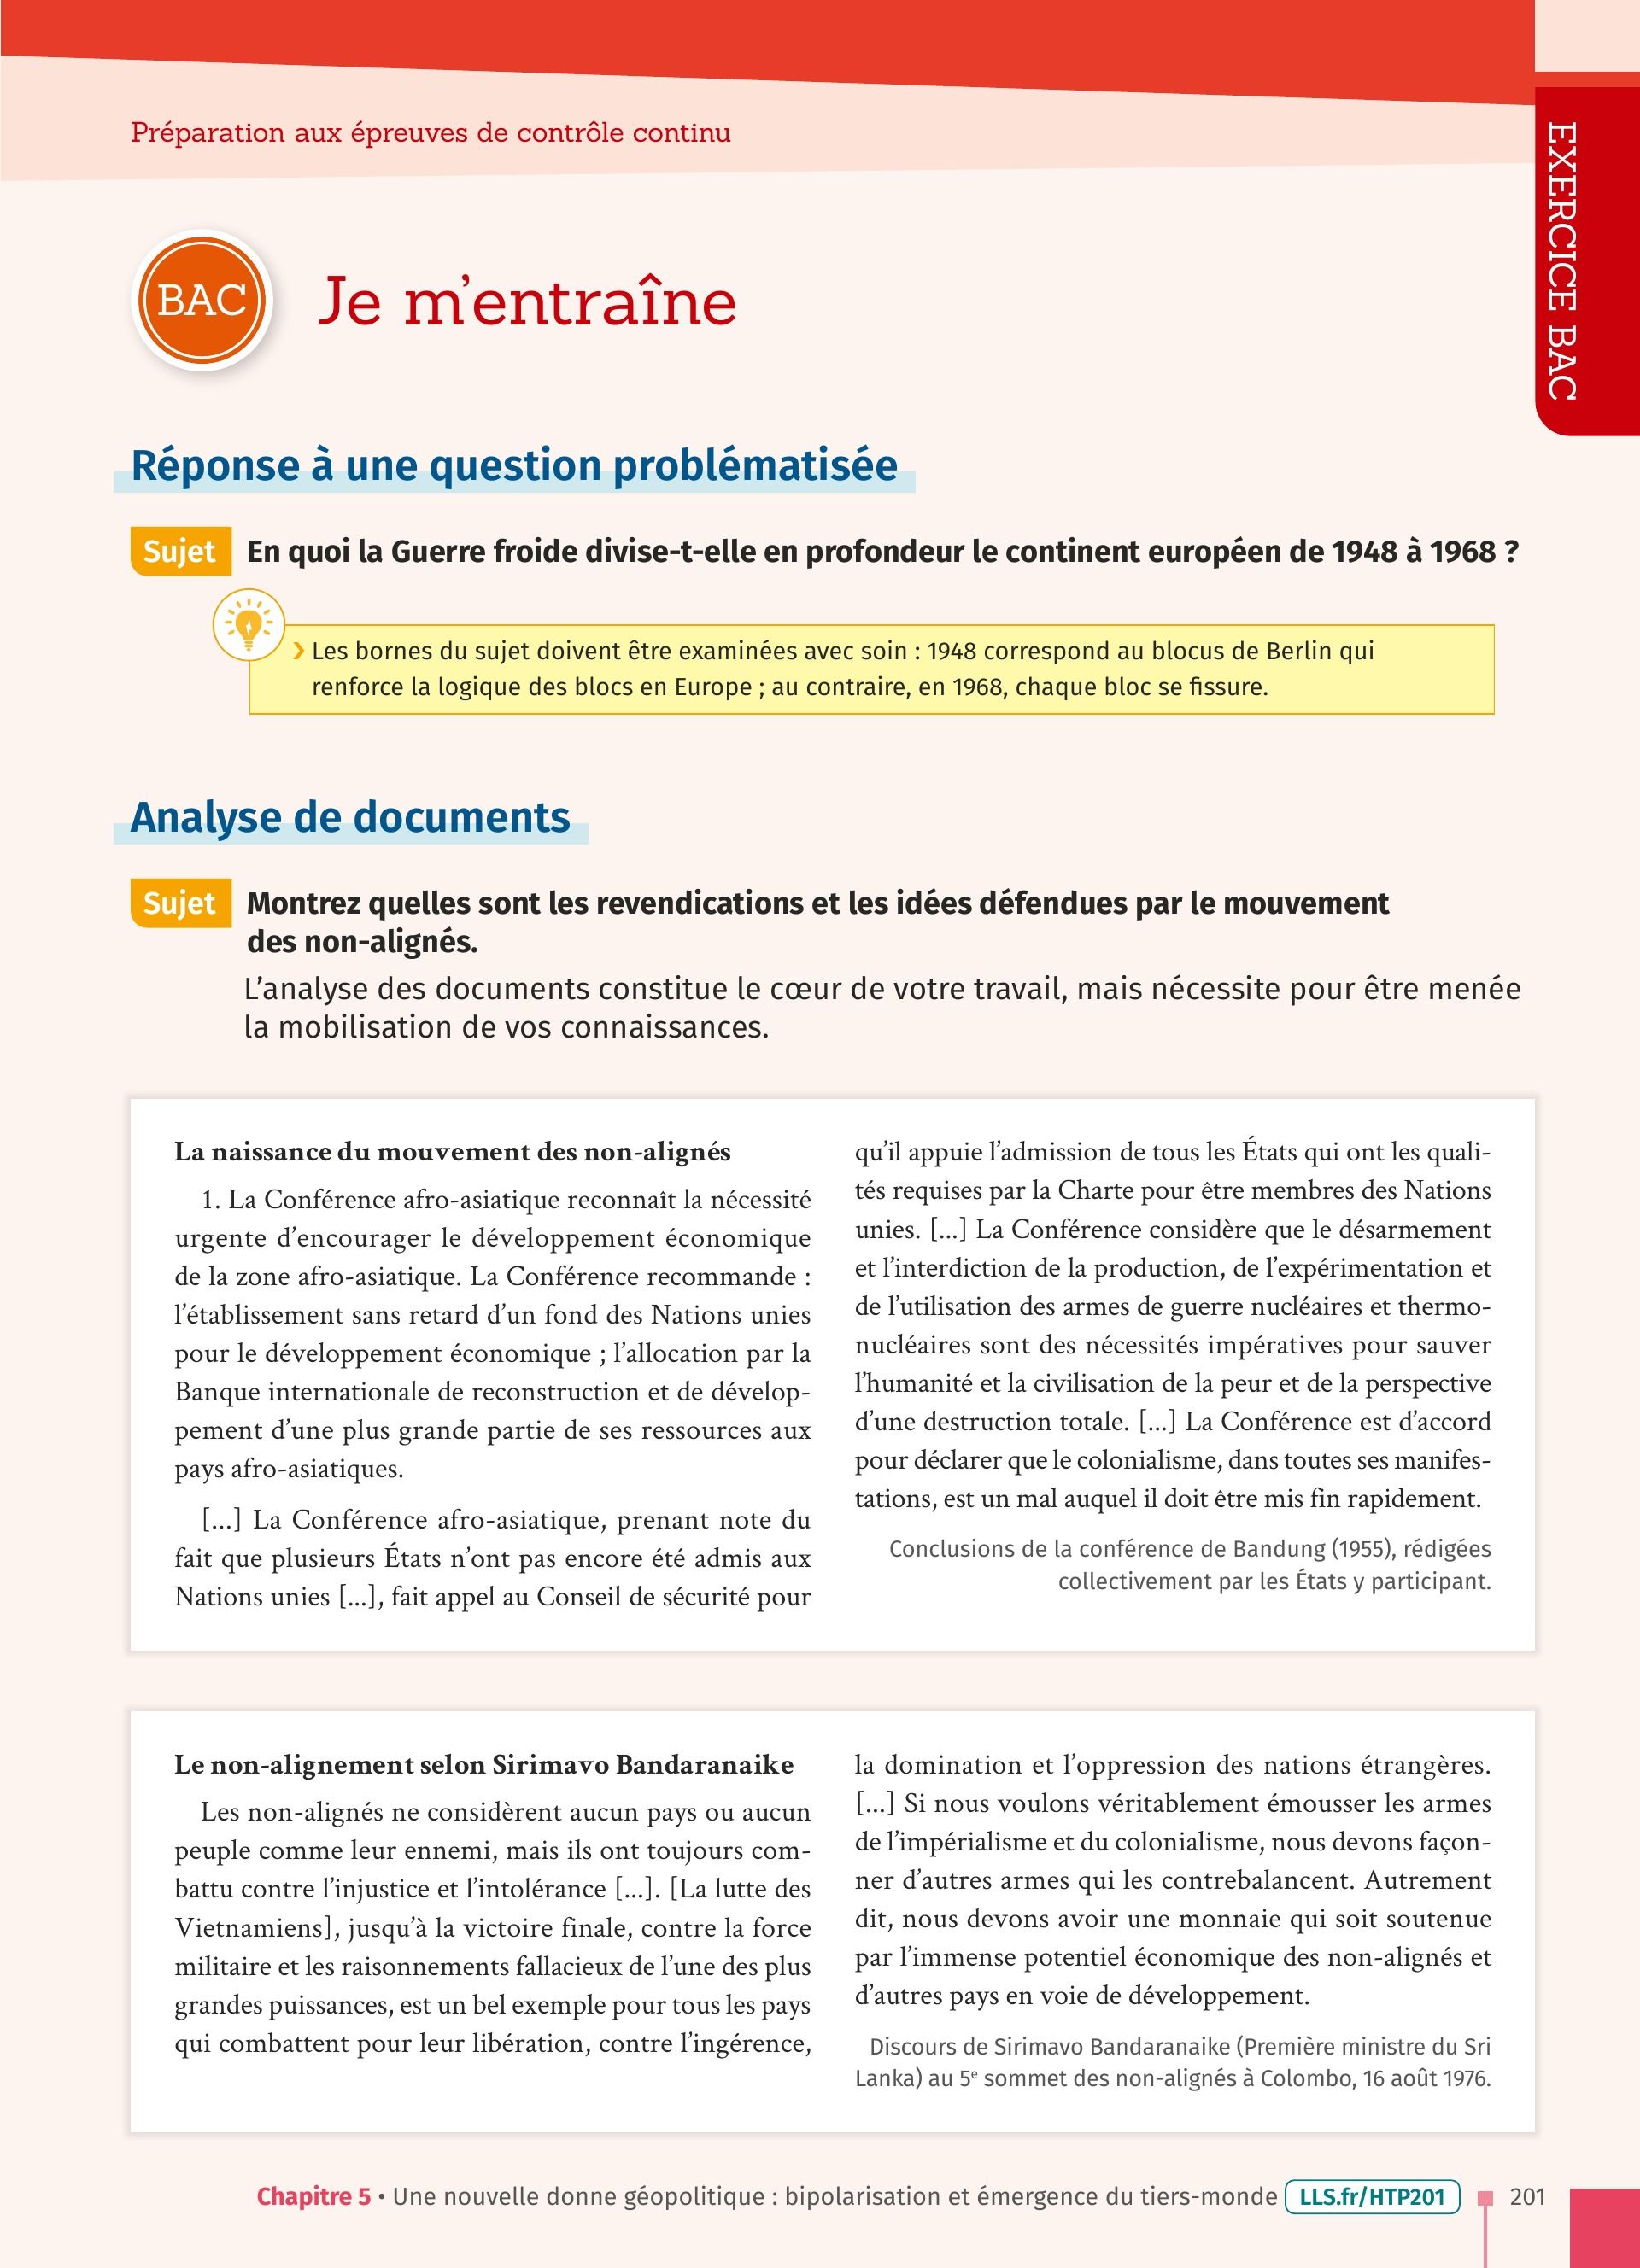 Préparation aux épreuves de contrôle continu
EXERCICE BAC
BAC
Je m'entraîne
Réponse à une question problématisée
Sujet En quoi la Guerre froide divise-t-elle en profondeur le continent européen de 1948 à 1968 ?
› Les bornes du sujet doivent être examinées avec soin : 1948 correspond au blocus de Berlin qui
renforce la logique des blocs en Europe ; au contraire, en 1968, chaque bloc se fissure.
Analyse de documents
Sujet Montrez quelles sont les revendications et les idées défendues par le mouvement
des non-alignés.
L'analyse des documents constitue le cœur de votre travail, mais nécessite pour être menée
la mobilisation de vos connaissances.
La naissance du mouvement des non-alignés
1. La Conférence afro-asiatique reconnaît la nécessité
urgente d'encourager le développement économique
de la zone afro-asiatique. La Conférence recommande :
l'établissement sans retard d'un fond des Nations unies
pour le développement économique ; l'allocation par la
Banque internationale de reconstruction et de dévelop-
pement d'une plus grande partie de ses ressources aux
pays afro-asiatiques.
[...] La Conférence afro-asiatique, prenant note du
fait que plusieurs États n'ont pas encore été admis aux
Nations unies [...], fait appel au Conseil de sécurité pour
qu'il appuie l'admission de tous les États qui ont les quali-
tés requises par la Charte pour être membres des Nations
unies. [...] La Conférence considère que le désarmement
et l'interdiction de la production, de l'expérimentation et
de l'utilisation des armes de guerre nucléaires et thermo-
nucléaires sont des nécessités impératives pour sauver
l'humanité et la civilisation de la peur et de la perspective
d'une destruction totale. [...] La Conférence est d'accord
pour déclarer que le colonialisme, dans toutes ses manifes-
tations, est un mal auquel il doit être mis fin rapidement.
Conclusions de la conférence de Bandung (1955), rédigées
collectivement par les États y participant.
Le non-alignement selon Sirimavo Bandaranaike
Les non-alignés ne considèrent aucun pays ou aucun
peuple comme leur ennemi, mais ils ont toujours com-
battu contre l'injustice et l'intolérance [...]. [La lutte des
Vietnamiens], jusqu'à la victoire finale, contre la force
militaire et les raisonnements fallacieux de l'une des plus
grandes puissances, est un bel exemple pour tous les pays
qui combattent pour leur libération, contre l'ingérence,
la domination et l'oppression des nations étrangères.
[...] Si nous voulons véritablement émousser les armes
de l'impérialisme et du colonialisme, nous devons façon-
ner d'autres armes qui les contrebalancent. Autrement
dit, nous devons avoir une monnaie qui soit soutenue
par l'immense potentiel économique des non-alignés et
d'autres pays en voie de développement.
Discours de Sirimavo Bandaranaike (Première ministre du Sri
Lanka) au 5e sommet des non-alignés à Colombo, 16 août 1976.
Chapitre 5 • Une nouvelle donne géopolitique : bipolarisation et émergence du tiers-monde LLS.fr/HTP201 201